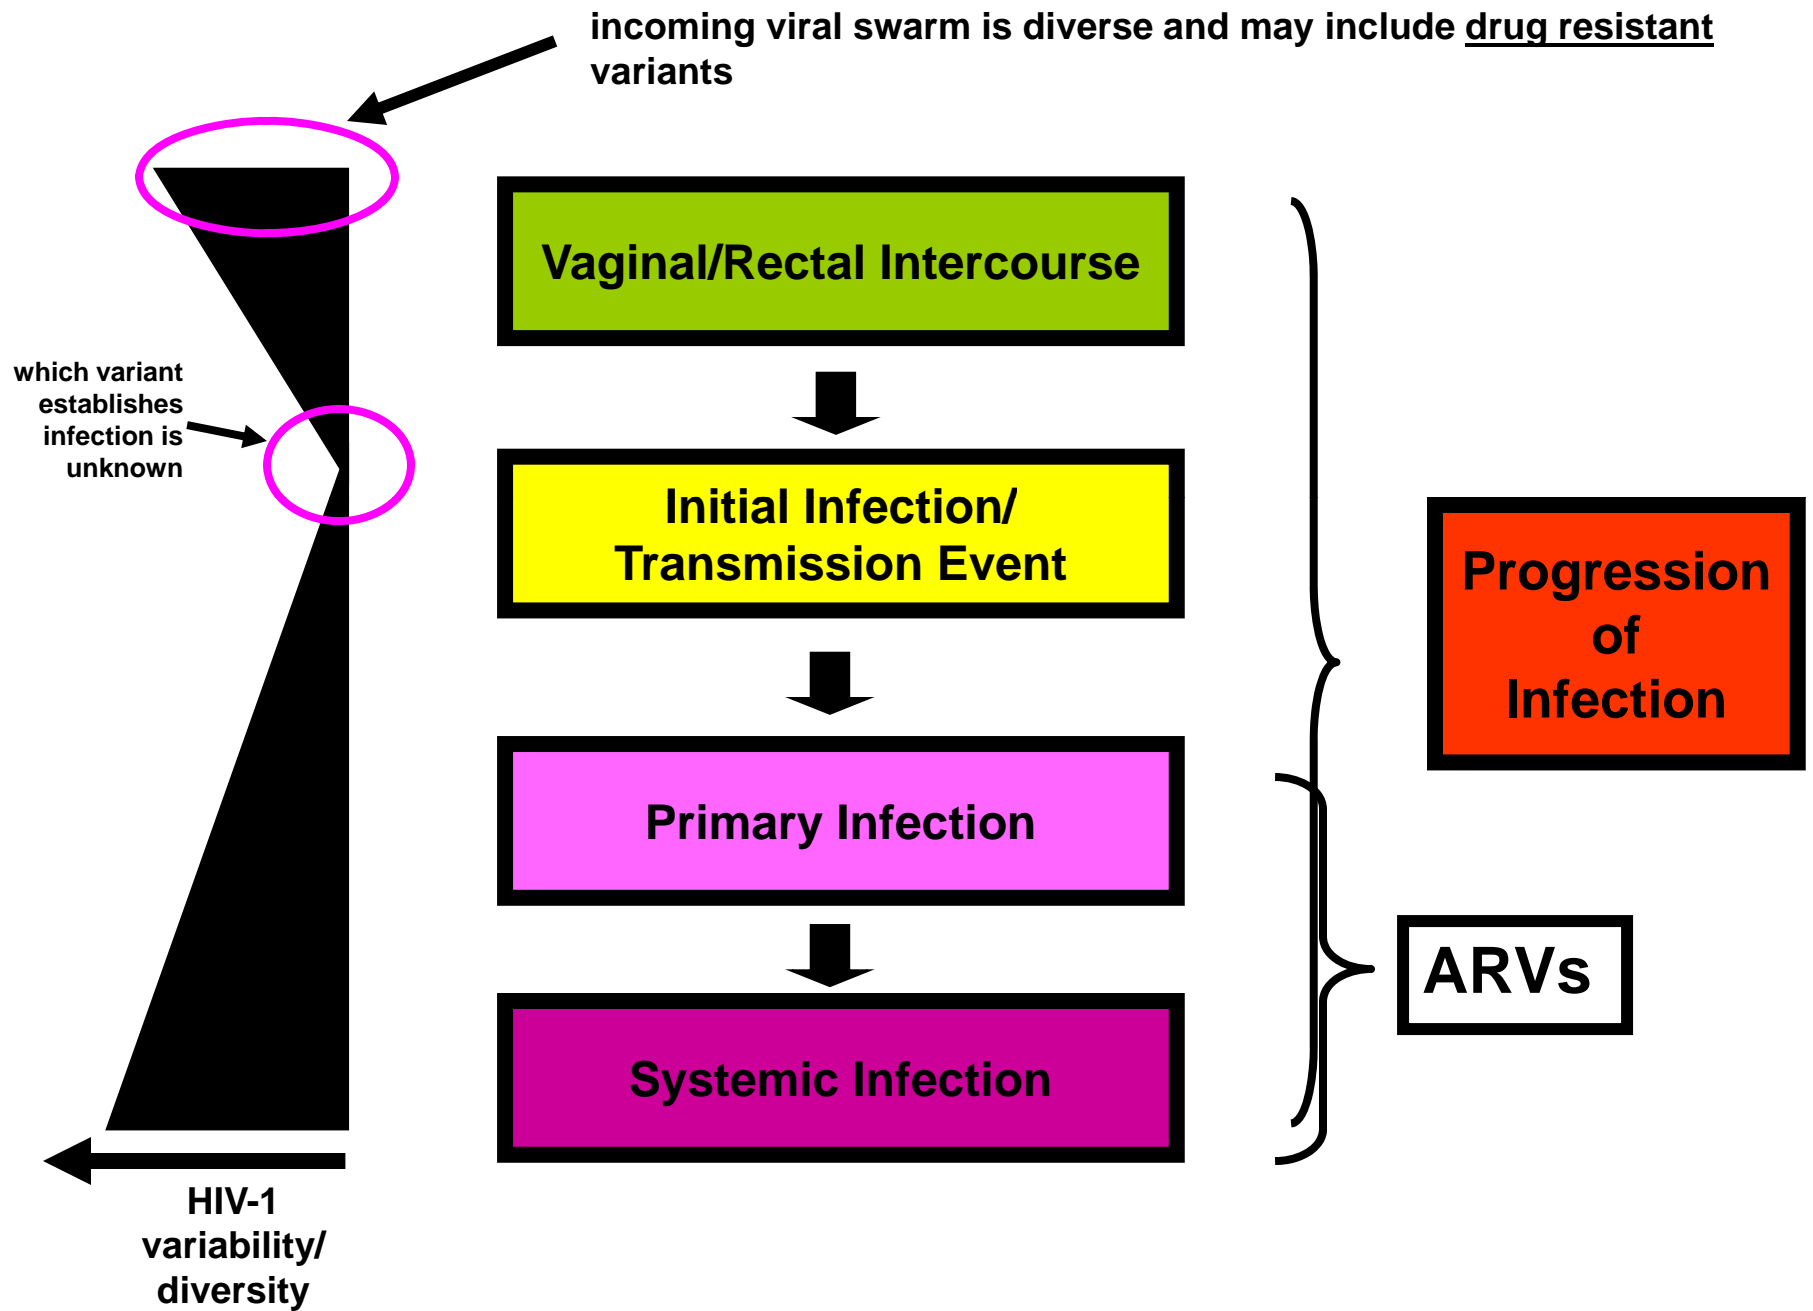 incoming viral swarm is diverse and may include drug resistant
variants
Vaginal/Rectal Intercourse
which variant
establishes
infection is
unknown
Initial Infection/
Transmission Event
Progression
of
Infection
Primary Infection
ARVs
Systemic Infection
HIV-1
variability/
diversity